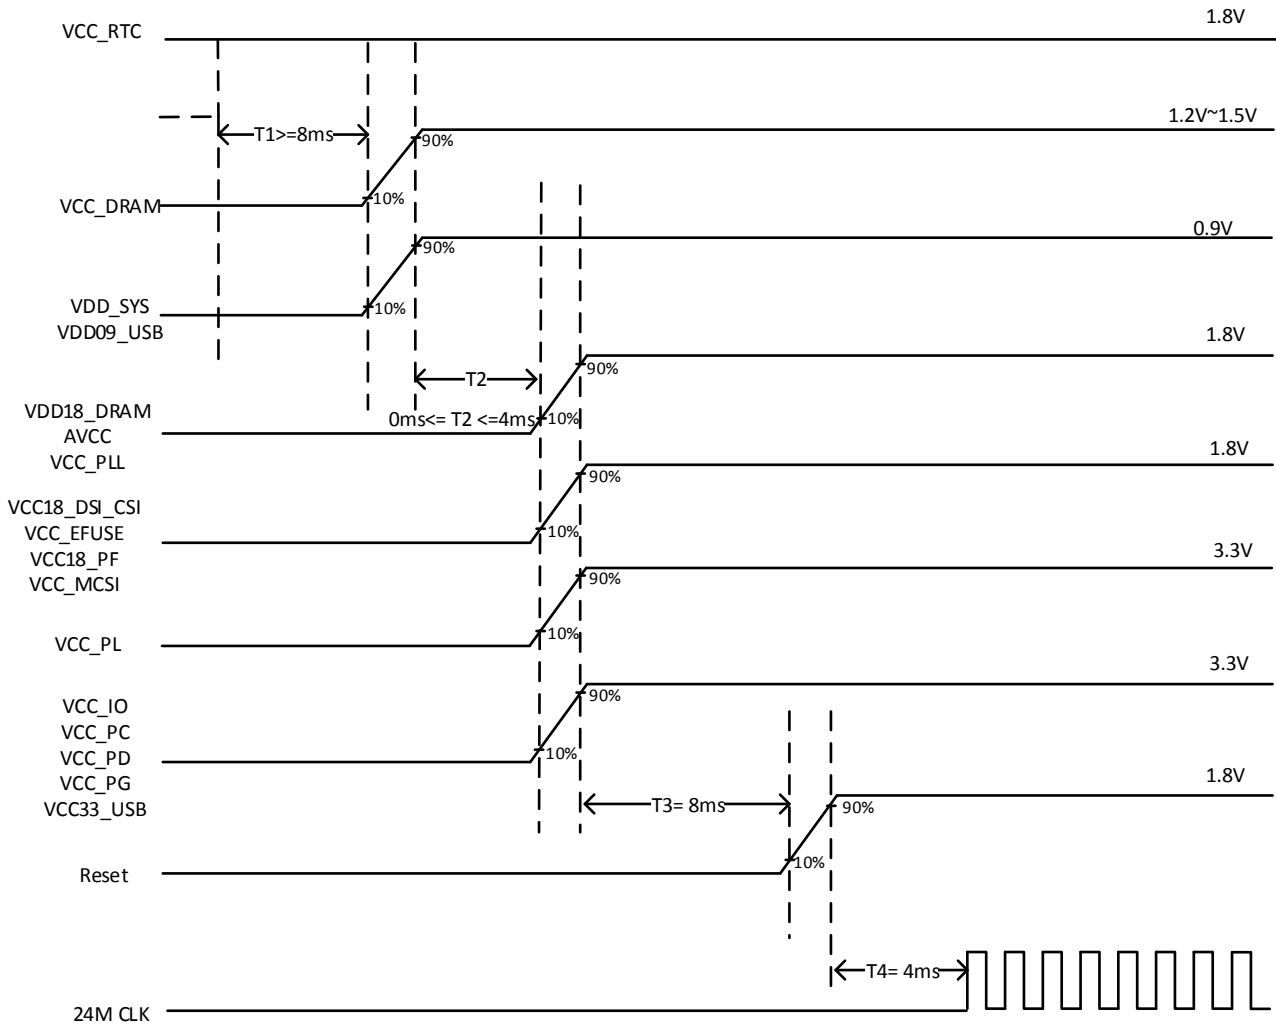 1.8V
VCC_RTC
1.2V~1.5V
T1>=8ms
90%
10%
VCC_DRAM
0.9V
90%
10%
VDD_SYS
VDD09_USB
1.8V
90%
T2
0ms<= T2 <=4ms
10%
VDD18_DRAM
AVCC
VCC_PLL
1.8V
90%
VCC18_DSI_CSI
VCC_EFUSE
VCC18_PF
VCC_MCSI
10%
3.3V
90%
10%
VCC_PL
3.3V
90%
VCC_IO
VCC_PC
VCC_PD
VCC_PG
VCC33_USB
10%
1.8V
T3= 8ms
90%
10%
Reset
T4= 4ms
24M CLK